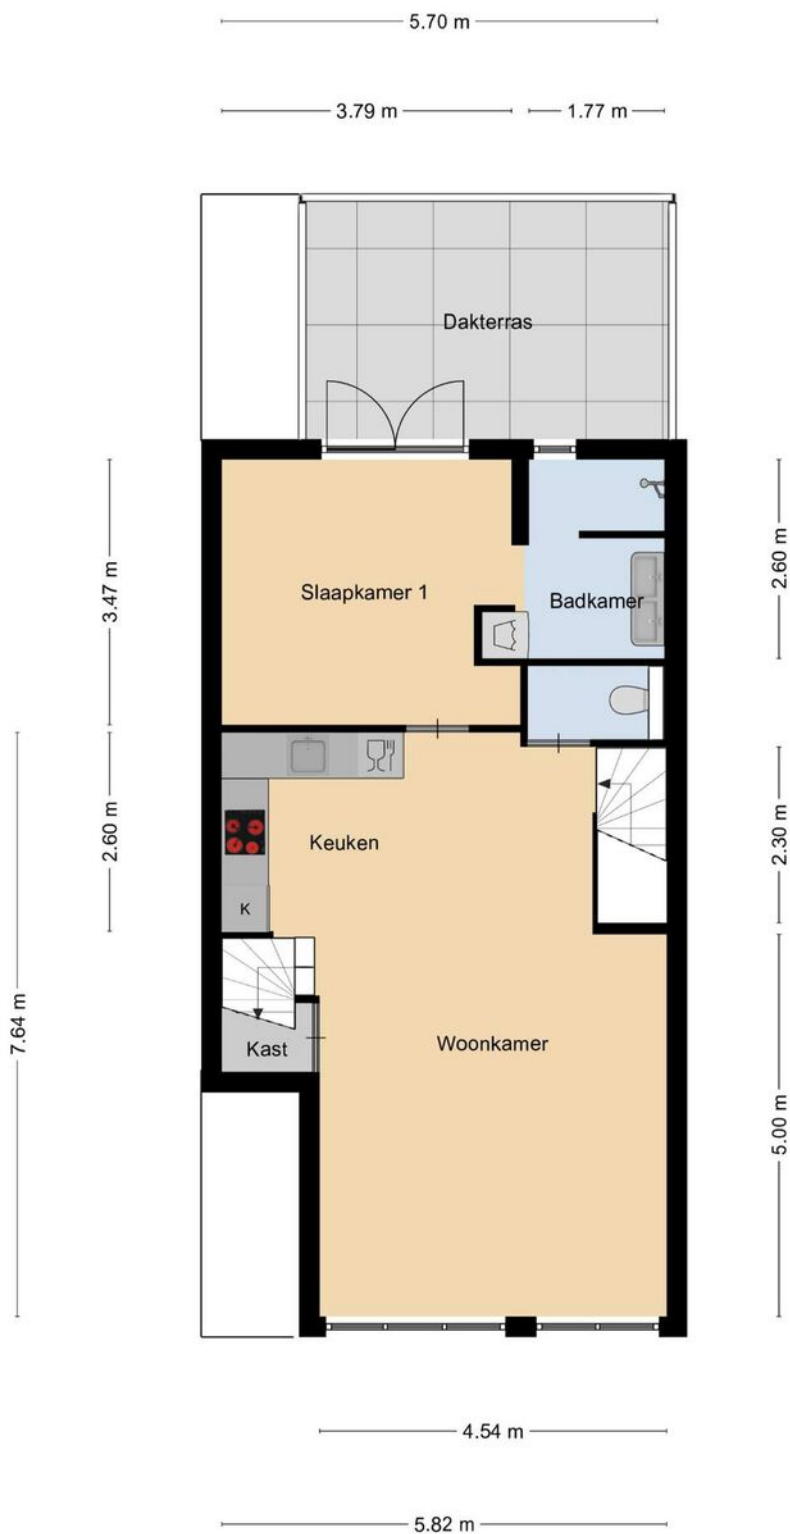 5.70 m
3.79 m
1.77 m
Dakterras
3.47 m
2.60 m
Slaapkamer 1
Badkamer
2.60 m
2.30 m
Keuken
K
7.64 m
Kast
Woonkamer
5.00 m
4.54 m
5.82 m